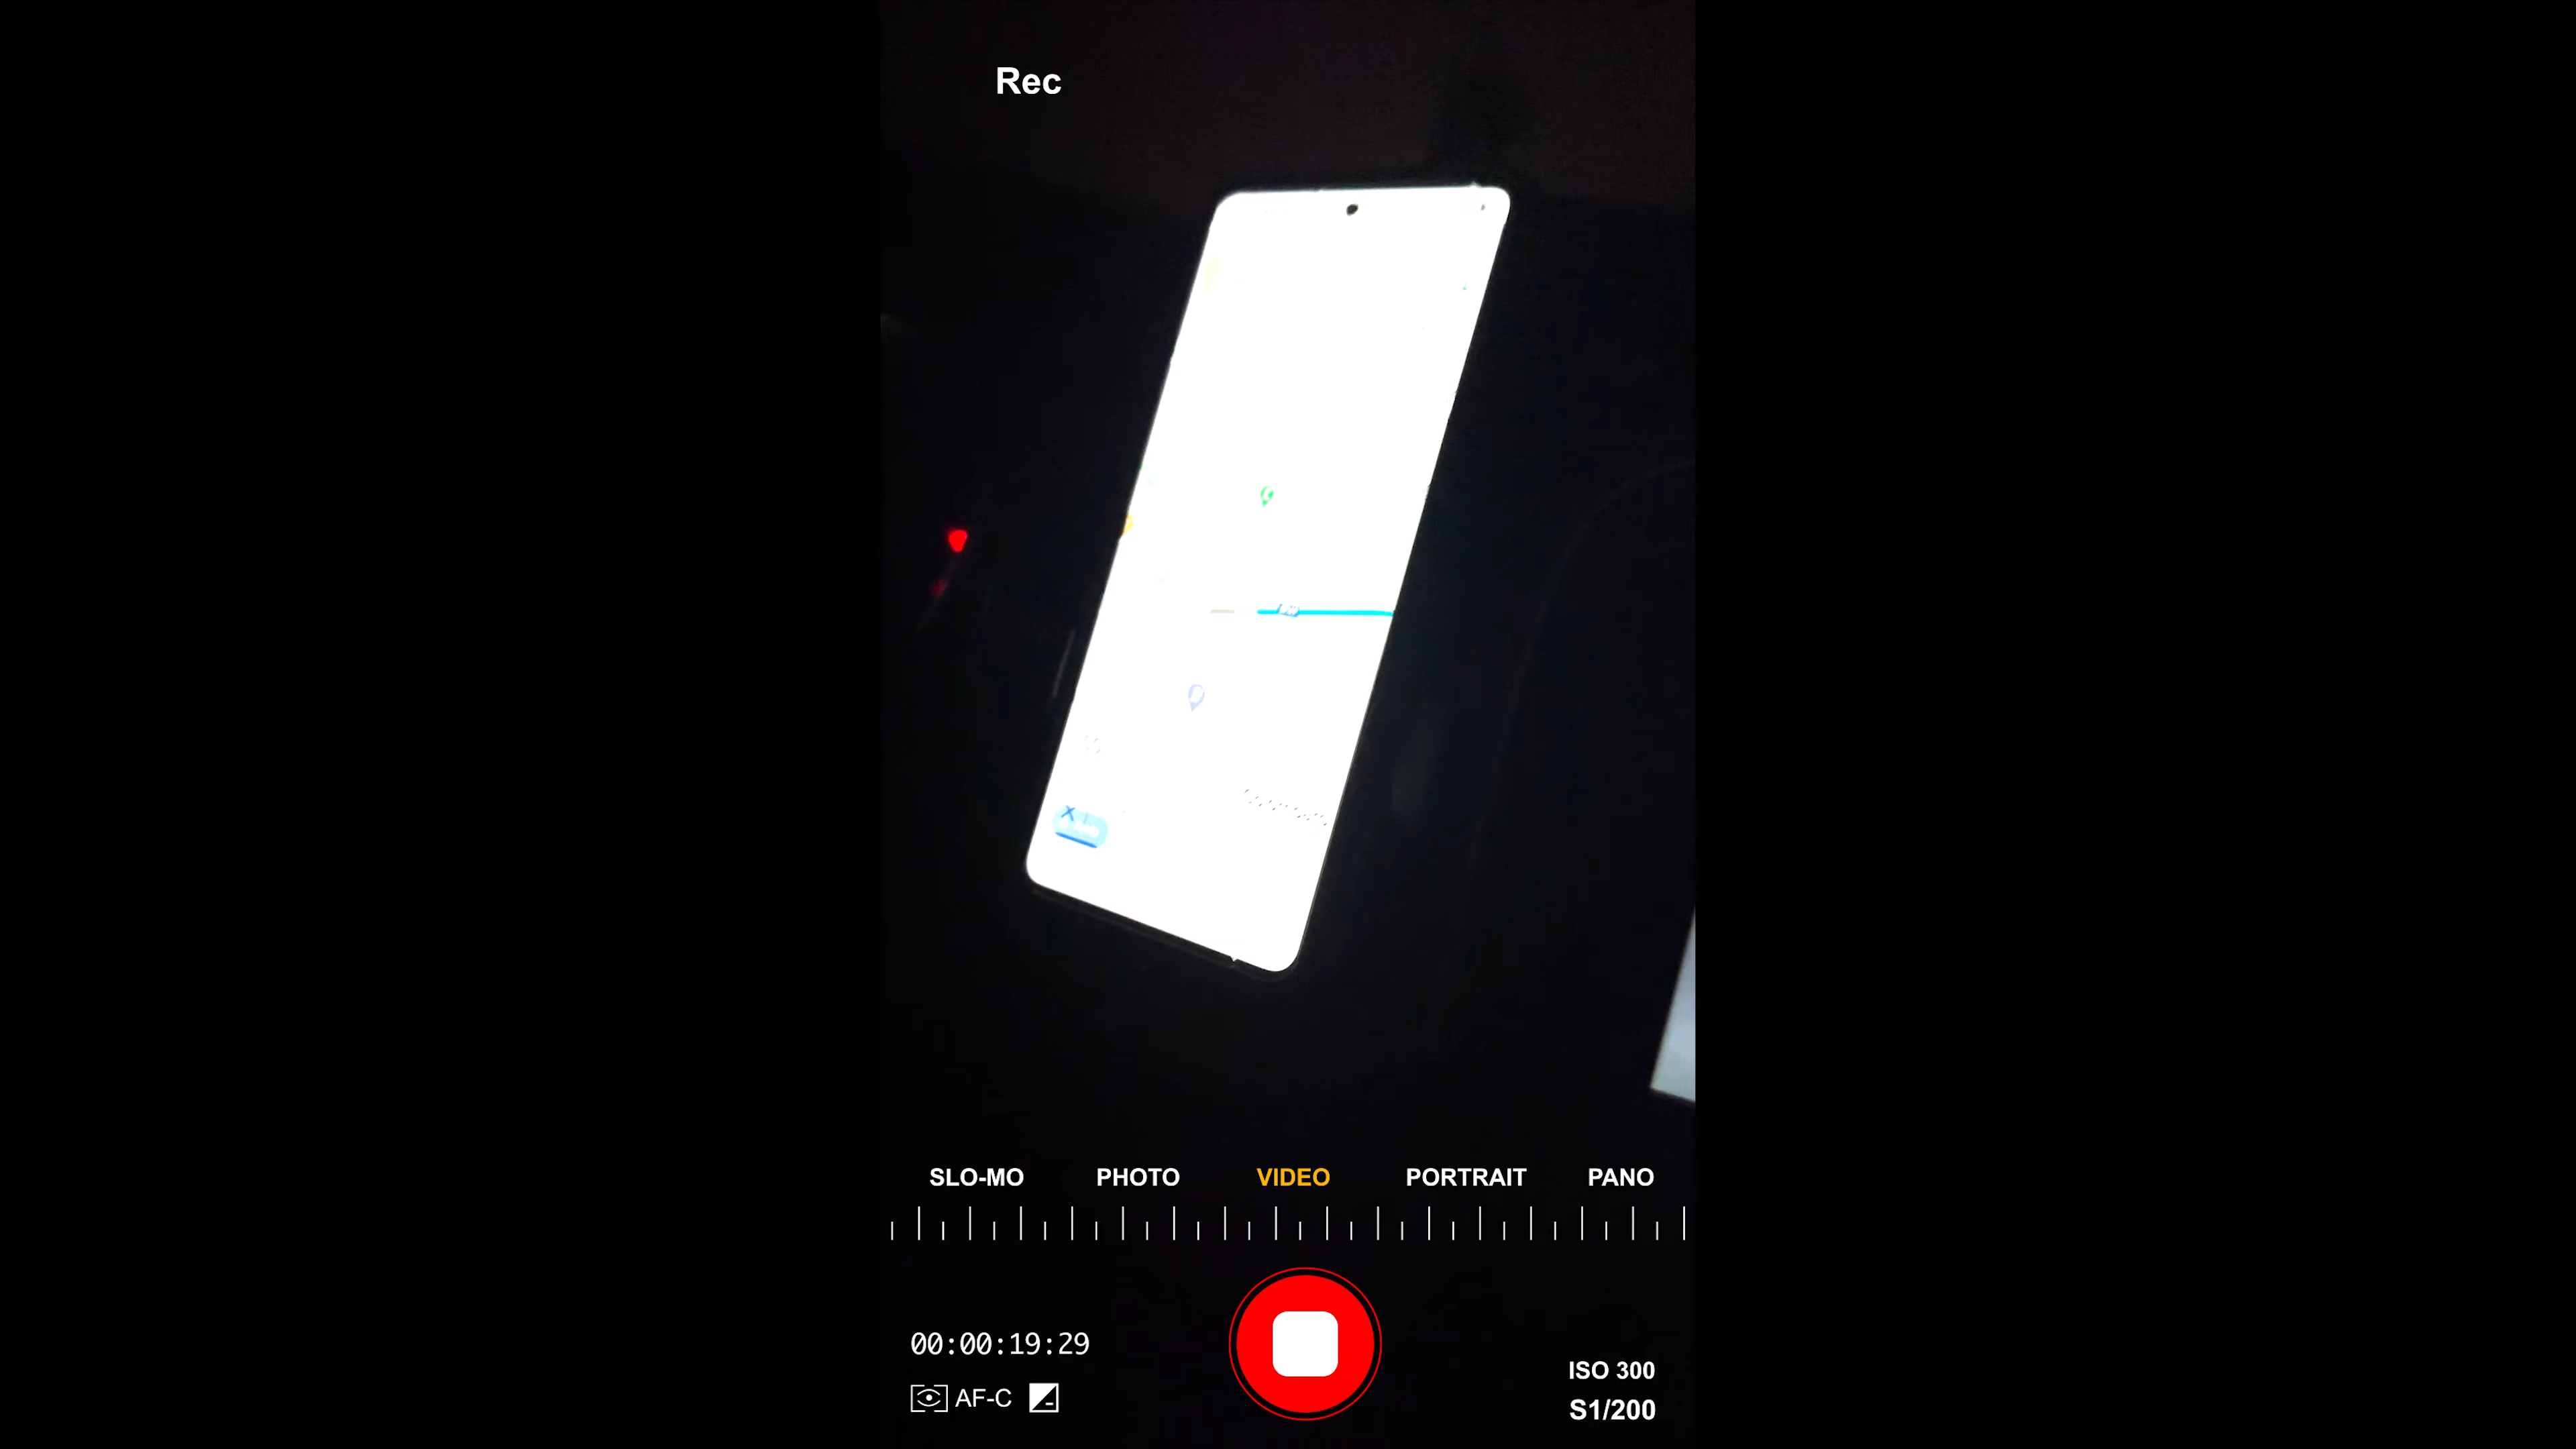 Rec
SLO-MO PHOTO VIDEO PORTRAIT PANO
00:00:19:29
AF-C
ISO 300
S1/200